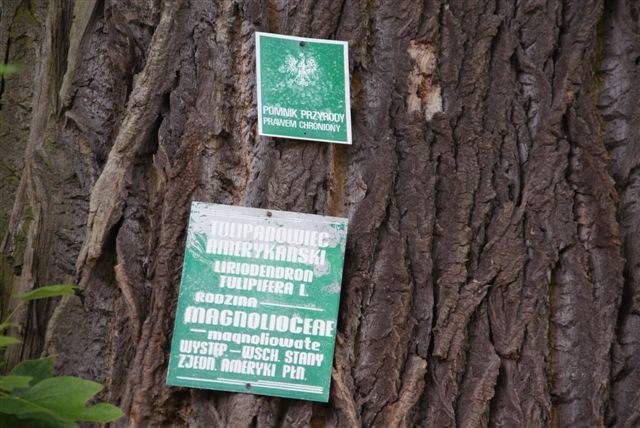 POMNIK PRZYRODY
PRAWEM CHRONIONY
TULIPANOWIEC
AMERYKAŃSKI
LIRIODENDRON
TULIPIFERA L.
RODZINA
MAGNOLIOCEAE
— magnoliowate
WYSTĘP. — WSCH. STANY
ZJEDN. AMERYKI PŁN.